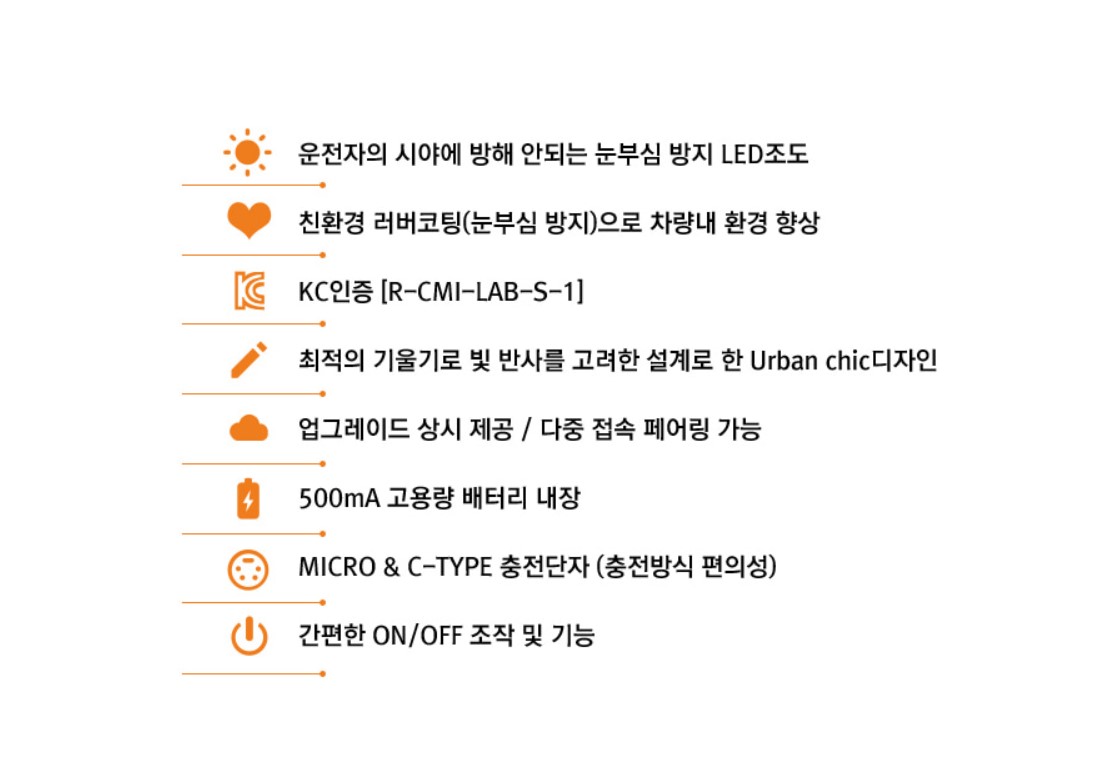 운전자의 시야에 방해 안되는 눈부심 방지 LED조도
친환경 러버코팅(눈부심 방지)으로 차량내 환경 향상
KC인증 [R-CMI-LAB-S-1]
최적의 기울기로 빛 반사를 고려한 설계로 한 Urban chic디자인
업그레이드 상시 제공 / 다중 접속 페어링 가능
500mA 고용량 배터리 내장
MICRO & C-TYPE 충전단자 (충전방식 편의성)
간편한 ON/OFF 조작 및 기능